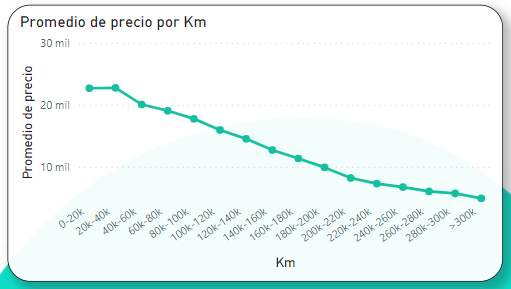 Promedio de precio por Km
Promedio de precio
30 mil
20 mil
10 mil
0-20k
20k-40k
40k-60k
60k-80k
80k-100k
100k-120k
120k-140k
140k-160k
160k-180k
180k-200k
200k-220k
220k-240k
240k-260k
260k-280k
280k-300k
>300k
Km